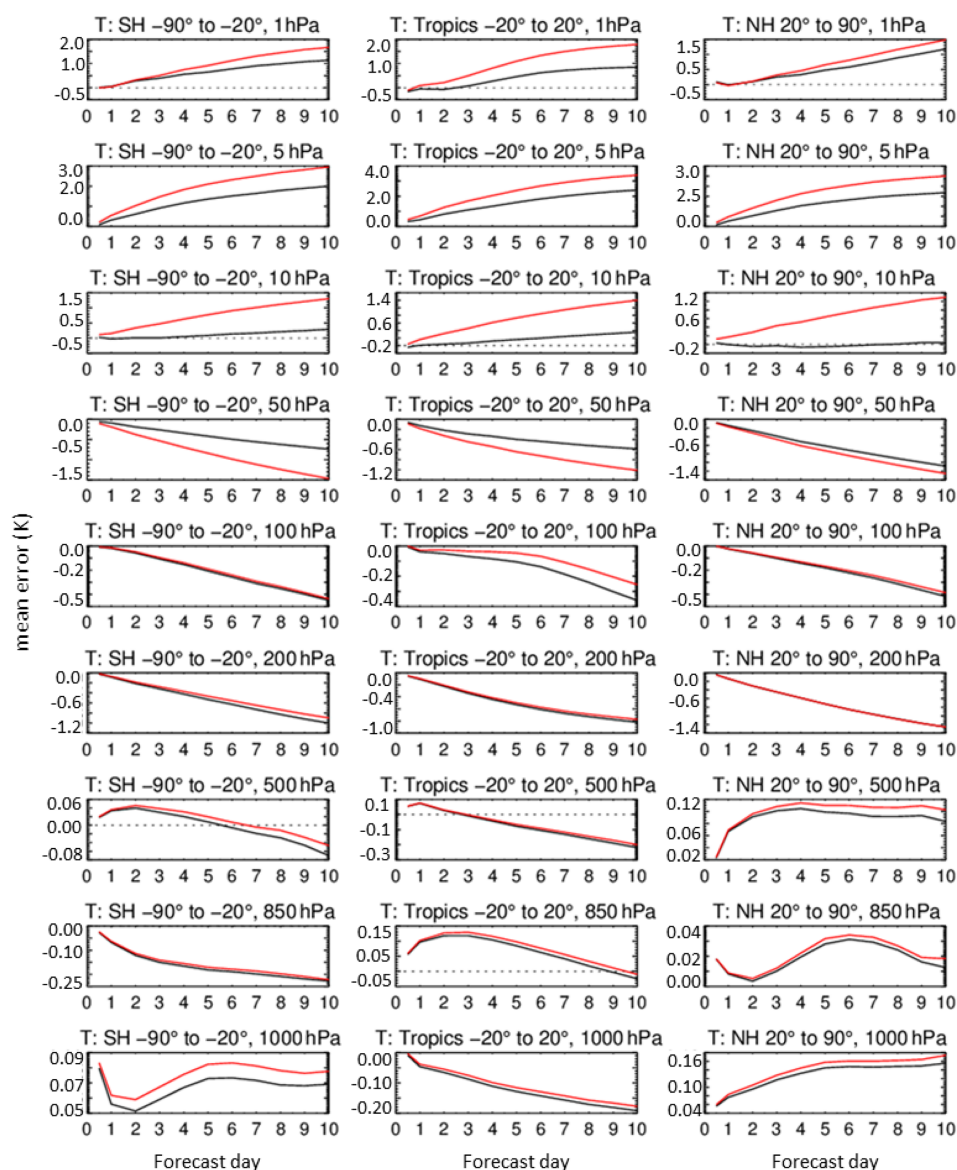 T: SH −90° to −20°, 1hPa
T: Tropics −20° to 20°, 1hPa
T: NH 20° to 90°, 1hPa
2.0
1.0
-0.5
0 1 2 3 4 5 6 7 8 9 10
2.0
1.0
-0.5
0 1 2 3 4 5 6 7 8 9 10
1.5
0.5
-0.5
0 1 2 3 4 5 6 7 8 9 10
T: SH −90° to −20°, 5 hPa
T: Tropics −20° to 20°, 5 hPa
T: NH 20° to 90°, 5 hPa
3.0
2.0
0.0
0 1 2 3 4 5 6 7 8 9 10
4.0
2.0
0.0
0 1 2 3 4 5 6 7 8 9 10
3.0
2.5
0.0
0 1 2 3 4 5 6 7 8 9 10
T: SH −90° to −20°, 10 hPa
T: Tropics −20° to 20°, 10 hPa
T: NH 20° to 90°, 10 hPa
1.5
0.5
-0.5
0 1 2 3 4 5 6 7 8 9 10
1.4
0.6
-0.2
0 1 2 3 4 5 6 7 8 9 10
1.2
0.6
-0.2
0 1 2 3 4 5 6 7 8 9 10
T: SH −90° to −20°, 50 hPa
T: Tropics −20° to 20°, 50 hPa
T: NH 20° to 90°, 50 hPa
0.0
-0.5
-1.5
0 1 2 3 4 5 6 7 8 9 10
0.0
-0.6
-1.2
0 1 2 3 4 5 6 7 8 9 10
0.0
-0.6
-1.4
0 1 2 3 4 5 6 7 8 9 10
mean error (K)
T: SH −90° to −20°, 100 hPa
T: Tropics −20° to 20°, 100 hPa
T: NH 20° to 90°, 100 hPa
0.0
-0.2
-0.5
0 1 2 3 4 5 6 7 8 9 10
0.0
-0.2
-0.4
0 1 2 3 4 5 6 7 8 9 10
0.0
-0.2
-0.5
0 1 2 3 4 5 6 7 8 9 10
T: SH −90° to −20°, 200 hPa
T: Tropics −20° to 20°, 200 hPa
T: NH 20° to 90°, 200 hPa
0.0
-0.6
-1.2
0 1 2 3 4 5 6 7 8 9 10
0.0
-0.4
-1.0
0 1 2 3 4 5 6 7 8 9 10
0.0
-0.6
-1.4
0 1 2 3 4 5 6 7 8 9 10
T: SH −90° to −20°, 500 hPa
T: Tropics −20° to 20°, 500 hPa
T: NH 20° to 90°, 500 hPa
0.06
0.00
-0.08
0 1 2 3 4 5 6 7 8 9 10
0.1
-0.1
-0.3
0 1 2 3 4 5 6 7 8 9 10
0.12
0.06
0.02
0 1 2 3 4 5 6 7 8 9 10
T: SH −90° to −20°, 850 hPa
T: Tropics −20° to 20°, 850 hPa
T: NH 20° to 90°, 850 hPa
0.00
-0.10
-0.25
0 1 2 3 4 5 6 7 8 9 10
0.15
0.05
-0.05
0 1 2 3 4 5 6 7 8 9 10
0.04
0.02
0.00
0 1 2 3 4 5 6 7 8 9 10
T: SH −90° to −20°, 1000 hPa
T: Tropics −20° to 20°, 1000 hPa
T: NH 20° to 90°, 1000 hPa
0.09
0.07
0.05
0 1 2 3 4 5 6 7 8 9 10
0.00
-0.10
-0.20
0 1 2 3 4 5 6 7 8 9 10
0.16
0.10
0.04
0 1 2 3 4 5 6 7 8 9 10
Forecast day
Forecast day
Forecast day